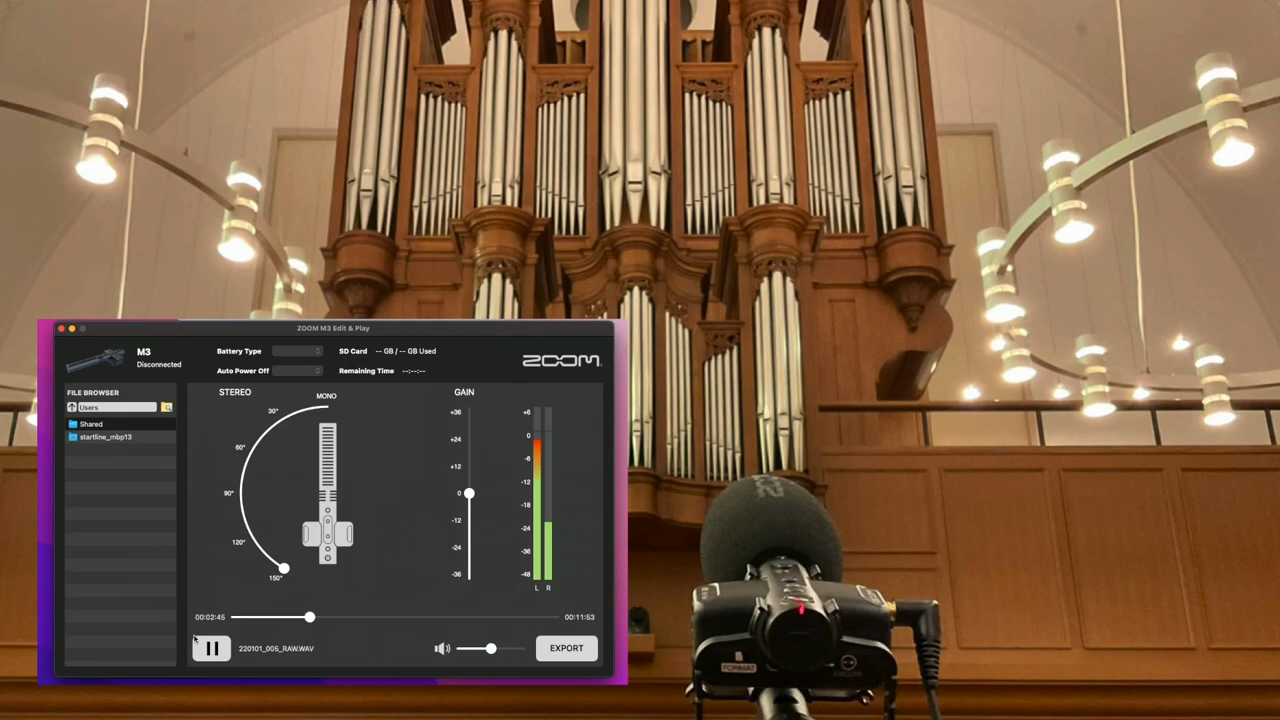 ZOOM M3 Edit & Play
M3
Disconnected
Battery Type
SD Card -- GB / -- GB Used
Auto Power Off
Remaining Time --:--:--
ZOOM
FILE BROWSER
Users
Shared
startline_mbp13
STEREO
MONO
30°
60°
90°
120°
150°
GAIN
+36
+24
+12
0
-12
-24
-36
+6
0
-6
-12
-18
-24
-36
-48
L R
00:02:45
00:11:53
220101_005_RAW.WAV
EXPORT
FORMAT